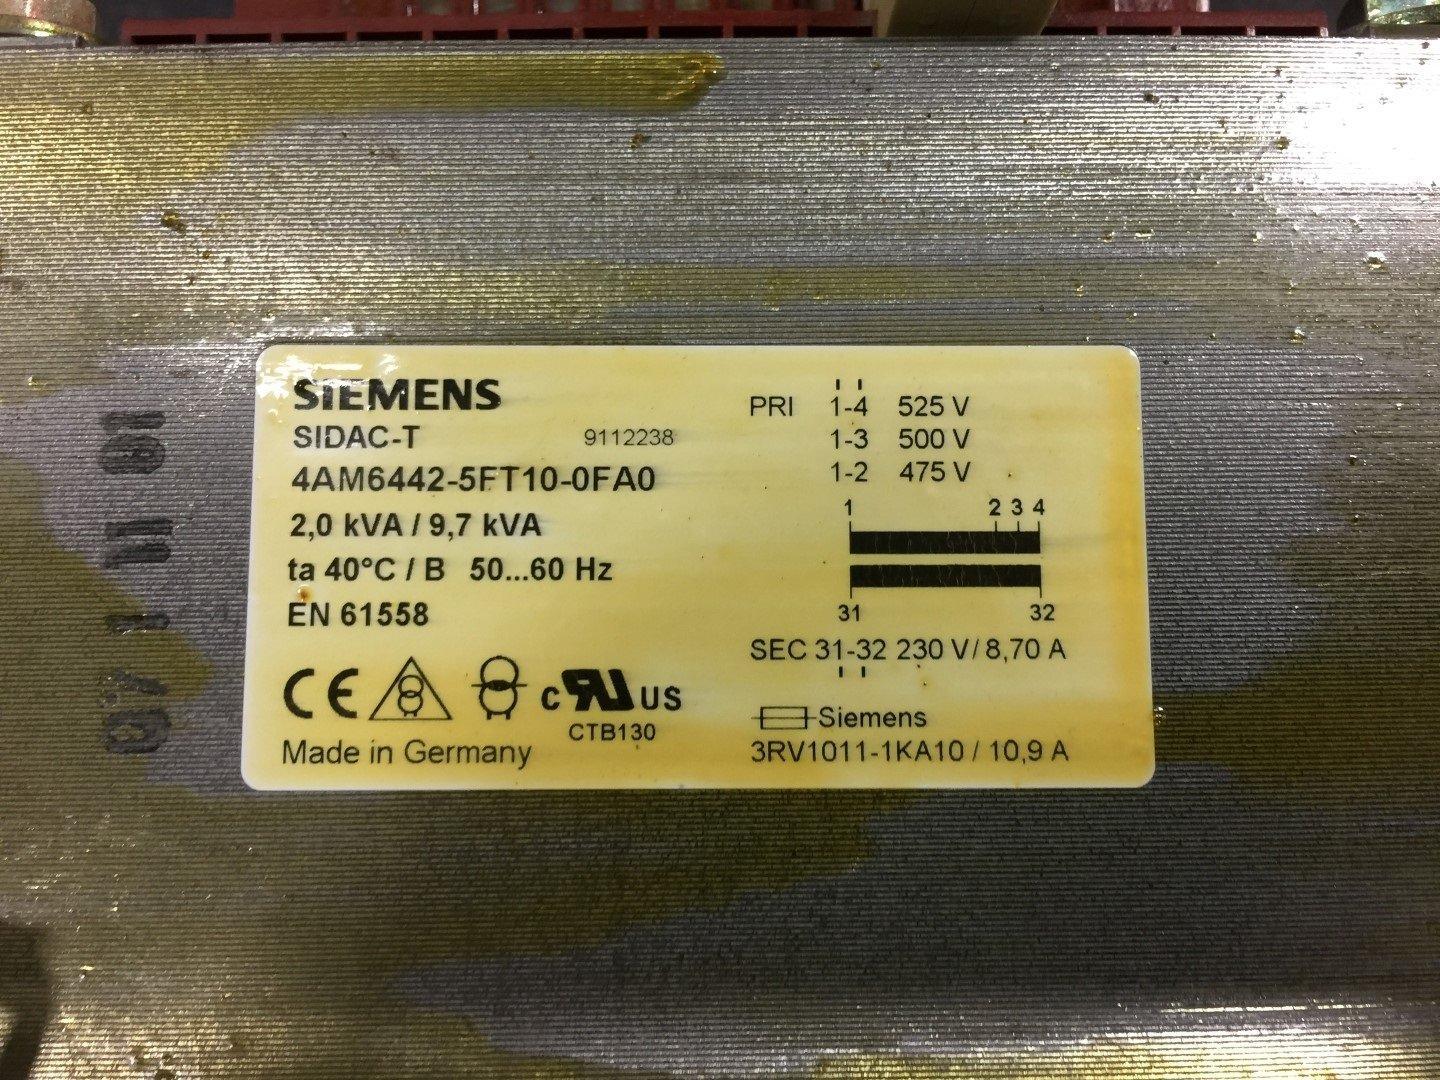 SIEMENS
SIDAC-T 9112238
4AM6442-5FT10-0FA0
2,0 kVA / 9,7 kVA
ta 40°C / B 50...60 Hz
EN 61558
CE
c RU US
CTB130
Made in Germany
PRI 1-4 525 V
1-3 500 V
1-2 475 V
1 2 3 4
31 32
SEC 31-32 230 V / 8,70 A
Siemens
3RV1011-1KA10 / 10,9 A